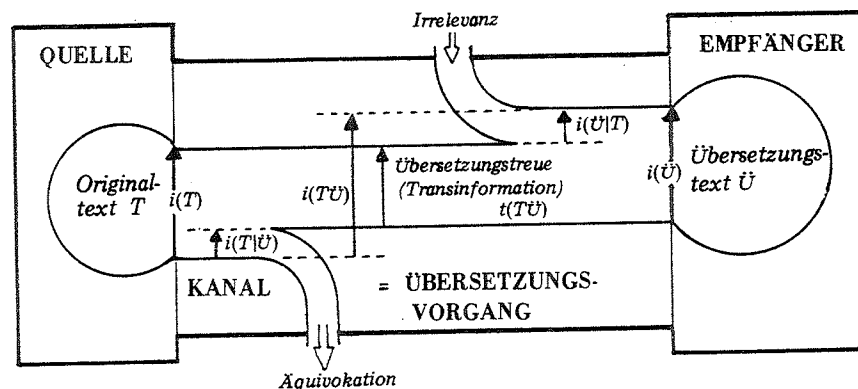 Irrelevanz
QUELLE
EMPFÄNGER
i(Ü|T)
Original-
text T
i(T)
i(TÜ)
Übersetzungstreue
(Transinformation)
t(TÜ)
i(Ü)
Übersetzungs-
text Ü
i(T|Ü)
KANAL
= ÜBERSETZUNGS-
VORGANG
Äquivokation